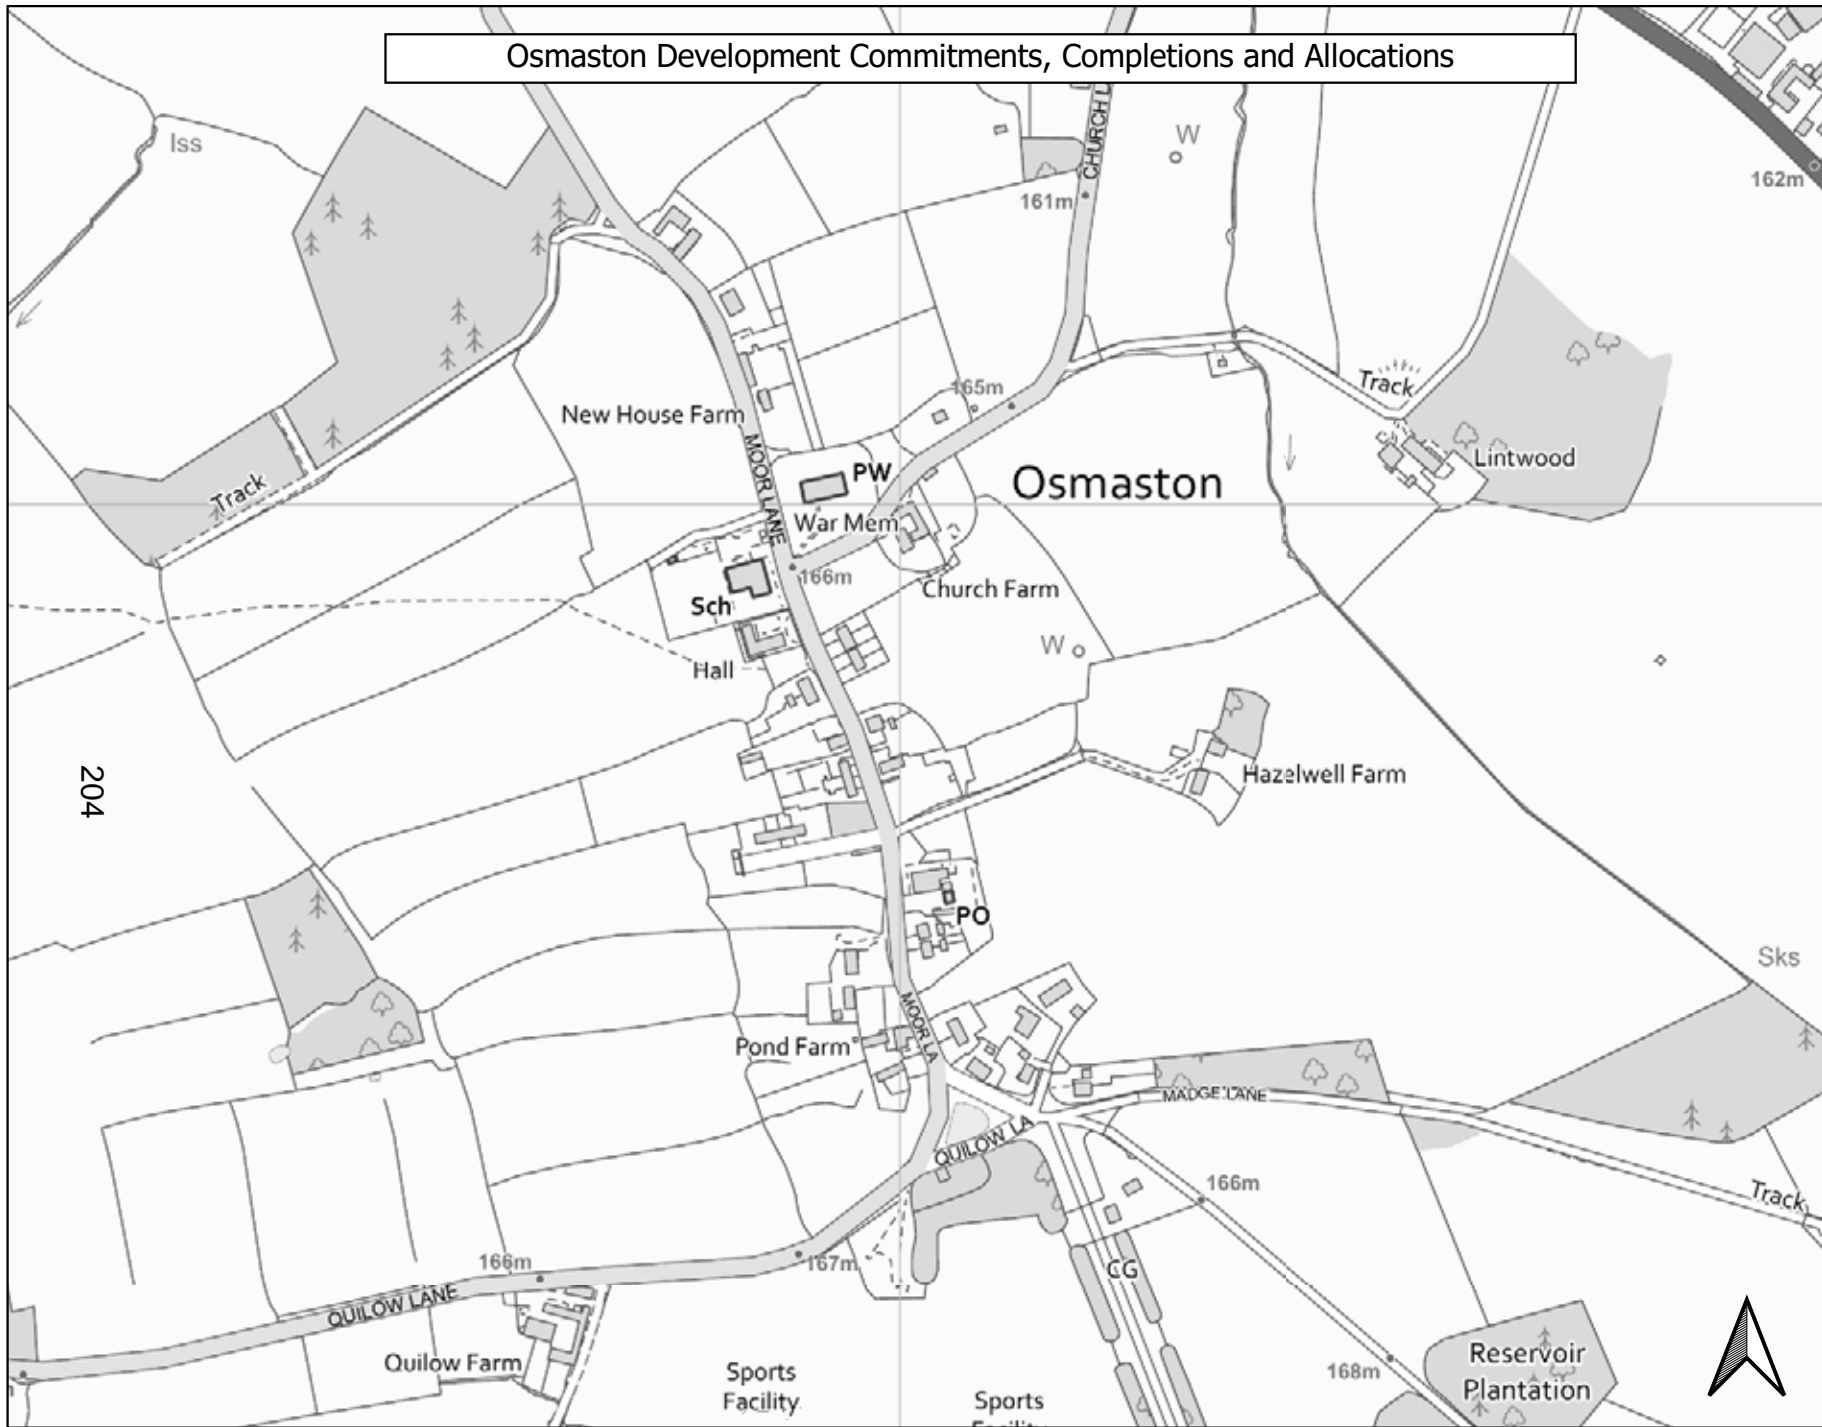 Osmaston Development Commitments, Completions and Allocations
Iss
CHURCH L
W
162m
161m
165m
Track
New House Farm
MOOR LANE
PW
Osmaston
Lintwood
Track
War Mem
166m
Church Farm
Sch
Hall
W
204
Hazelwell Farm
PO
Sks
MOOR LA
Pond Farm
MADGE LANE
QUILOW LA
166m
Track
166m
167m
CG
QUILOW LANE
Quilow Farm
Sports
Facility
Sports
168m
Reservoir
Plantation